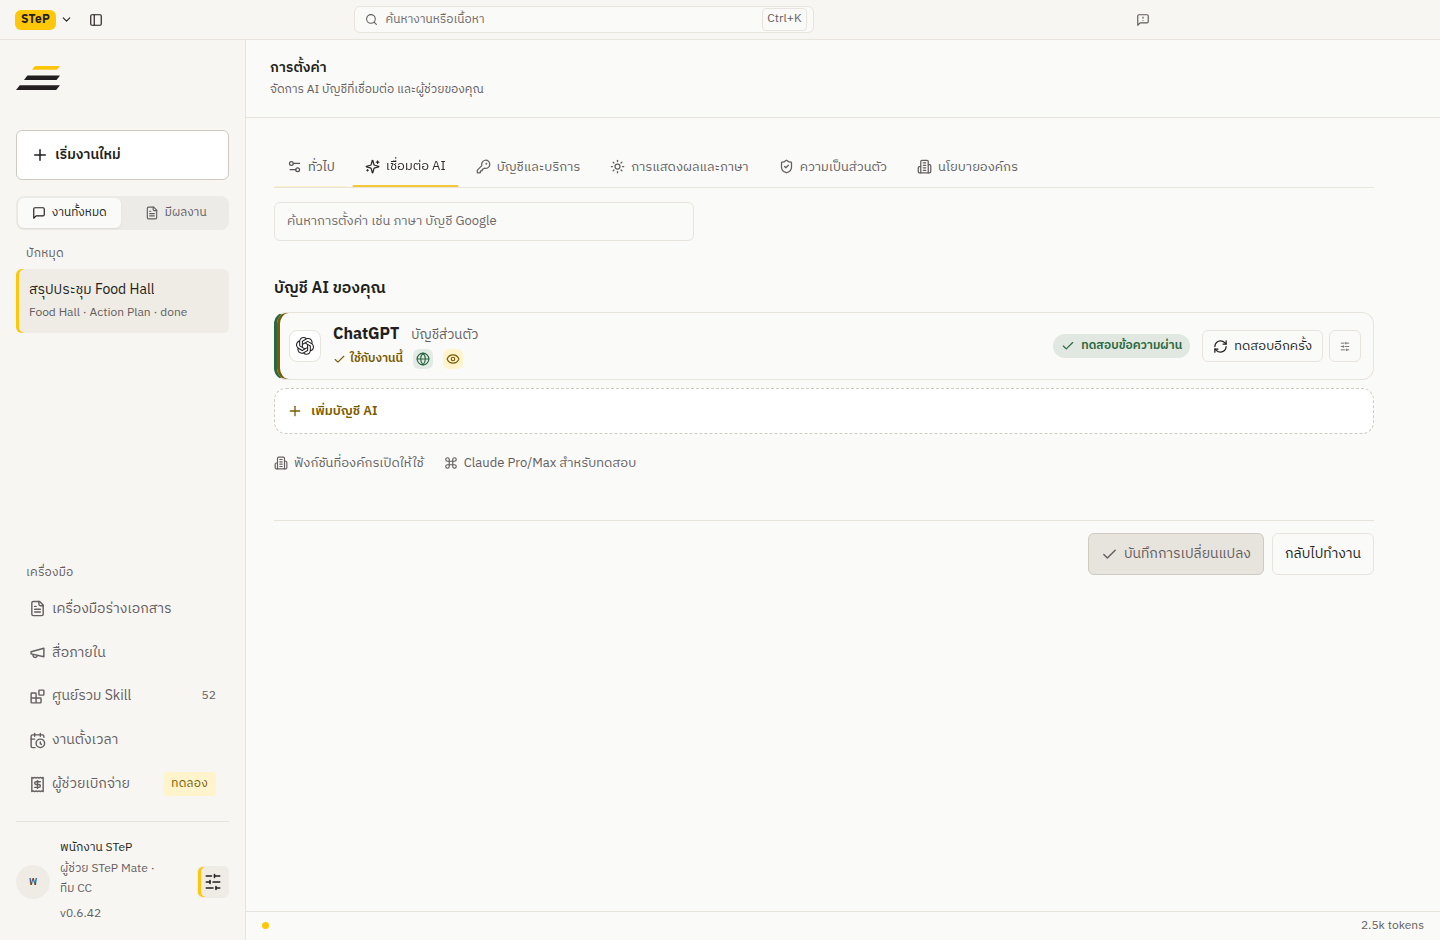 STeP
ค้นหางานหรือเนื้อหา
Ctrl+K
เริ่มงานใหม่
งานทั้งหมด
มีผลงาน
ปักหมุด
สรุปประชุม Food Hall
Food Hall · Action Plan · done
เครื่องมือ
เครื่องมือร่างเอกสาร
สื่อภายใน
ศูนย์รวม Skill
52
งานตั้งเวลา
ผู้ช่วยเบิกจ่าย
ทดลอง
พ
พนักงาน STeP
ผู้ช่วย STeP Mate ·
ทีม CC
v0.6.42
การตั้งค่า
จัดการ AI บัญชีที่เชื่อมต่อ และผู้ช่วยของคุณ
ทั่วไป
เชื่อมต่อ AI
บัญชีและบริการ
การแสดงผลและภาษา
ความเป็นส่วนตัว
นโยบายองค์กร
ค้นหาการตั้งค่า เช่น ภาษา บัญชี Google
บัญชี AI ของคุณ
ChatGPT
บัญชีส่วนตัว
ใช้กับงานนี้
ทดสอบข้อความผ่าน
ทดสอบอีกครั้ง
เพิ่มบัญชี AI
ฟังก์ชันที่องค์กรเปิดให้ใช้
Claude Pro/Max สำหรับทดสอบ
บันทึกการเปลี่ยนแปลง
กลับไปทำงาน
2.5k tokens